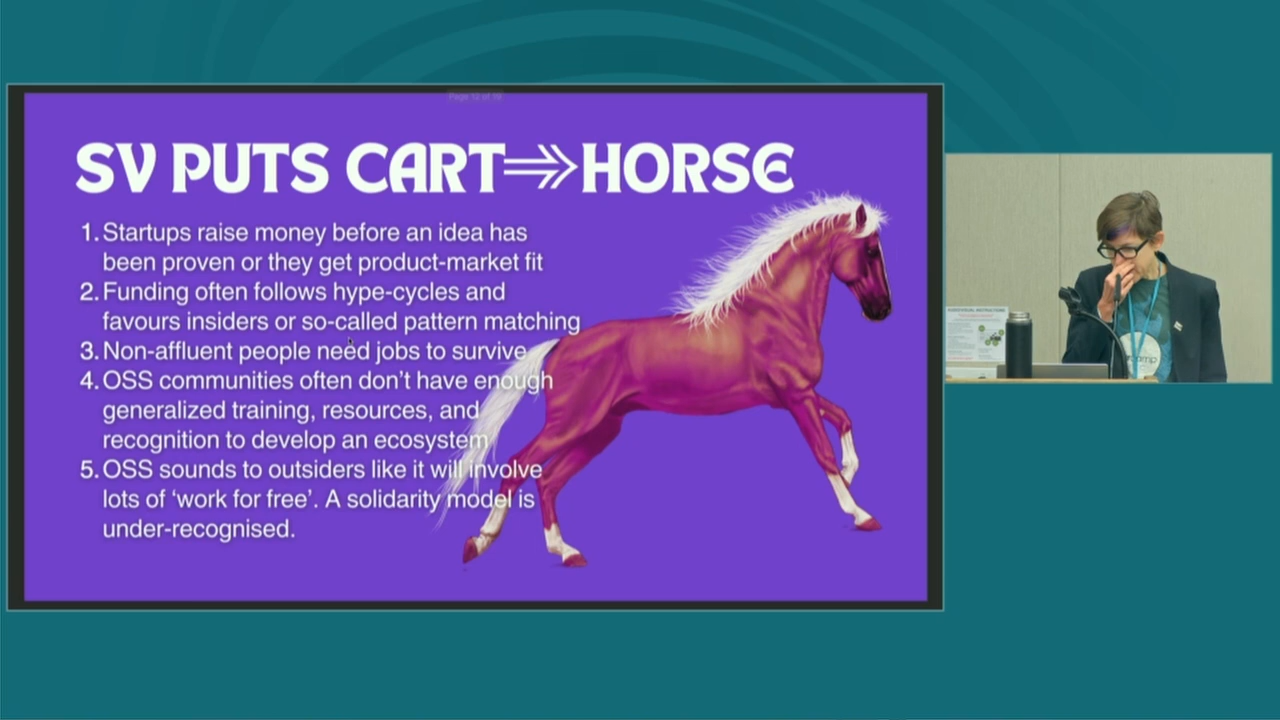 Page 13 of 19
SV PUTS CART⇒HORSE
1. Startups raise money before an idea has
been proven or they get product-market fit
2. Funding often follows hype-cycles and
favours insiders or so-called pattern matching
3. Non-affluent people need jobs to survive
4. OSS communities often don’t have enough
generalized training, resources, and
recognition to develop an ecosystem
5. OSS sounds to outsiders like it will involve
lots of ‘work for free’. A solidarity model is
under-recognised.